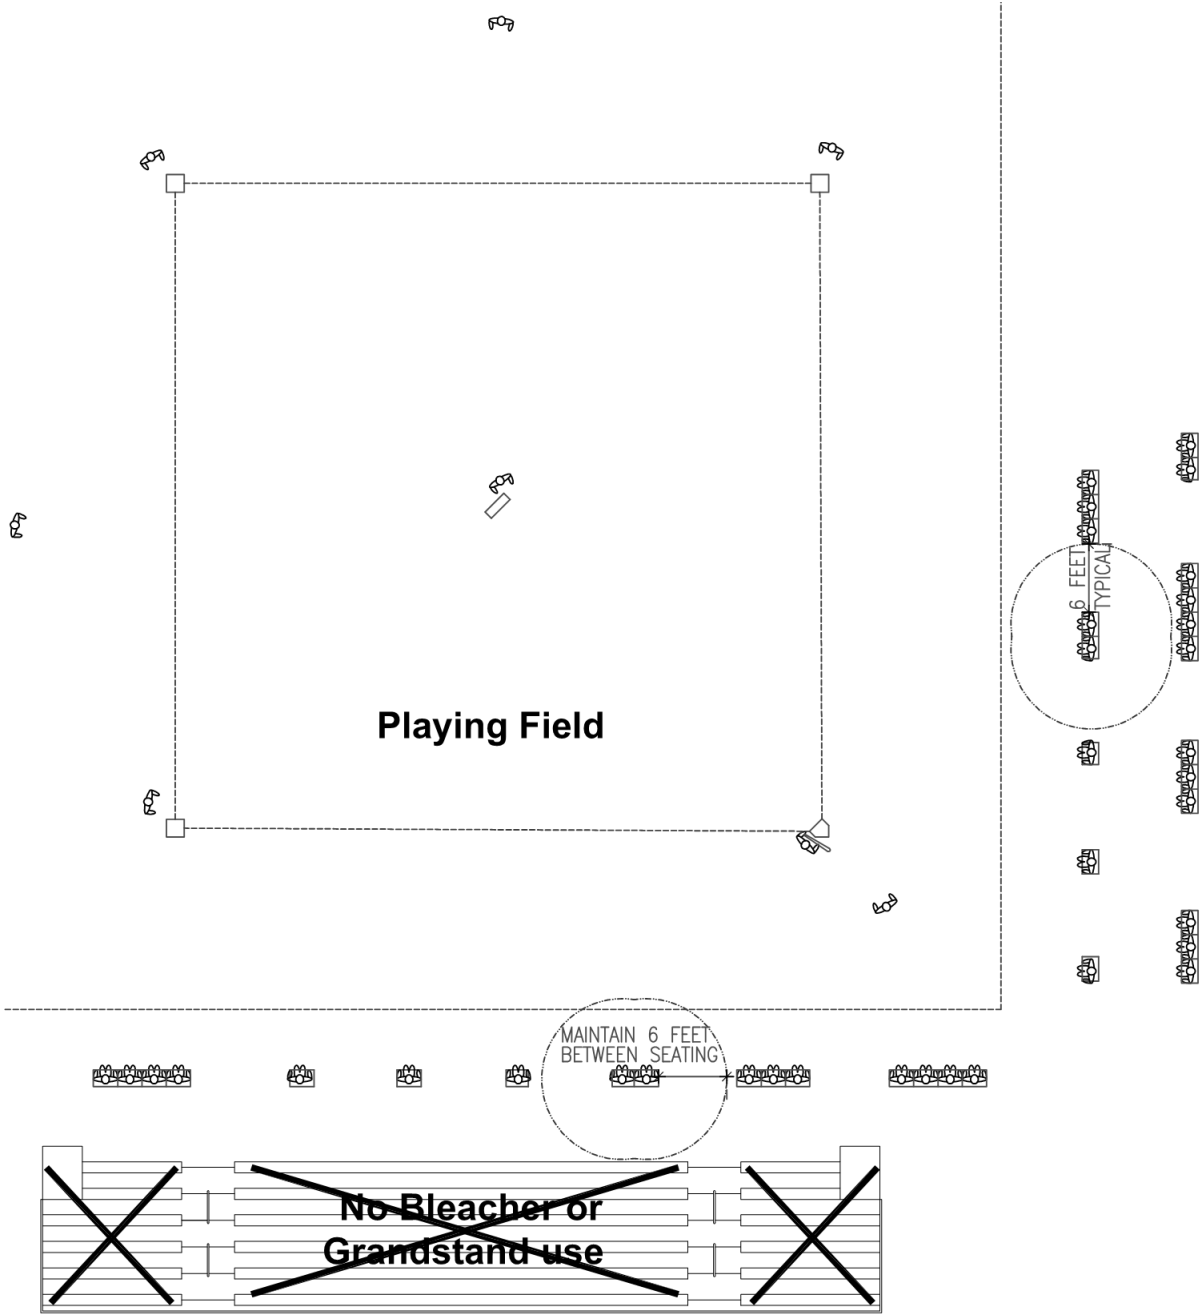 6 FEET
TYPICAL
Playing Field
MAINTAIN 6 FEET
BETWEEN SEATING
No Bleacher or
Grandstand use